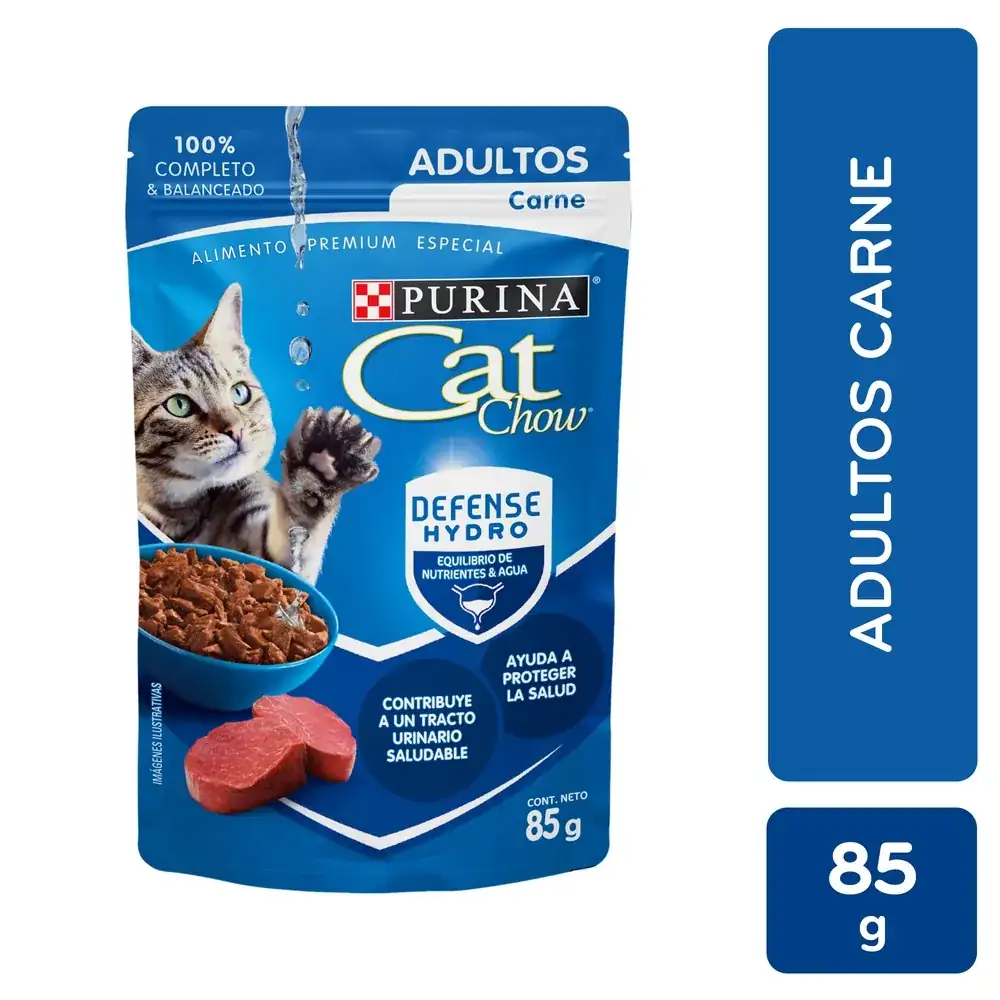 100%
COMPLETO
& BALANCEADO
ADULTOS
Carne
ALIMENTO PREMIUM ESPECIAL
PURINA®
Cat
Chow®
DEFENSE
HYDRO
EQUILIBRIO DE
NUTRIENTES & AGUA
AYUDA A
PROTEGER
LA SALUD
CONTRIBUYE
A UN TRACTO
URINARIO
SALUDABLE
IMÁGENES ILUSTRATIVAS
CONT. NETO
85 g
ADULTOS CARNE
85
g